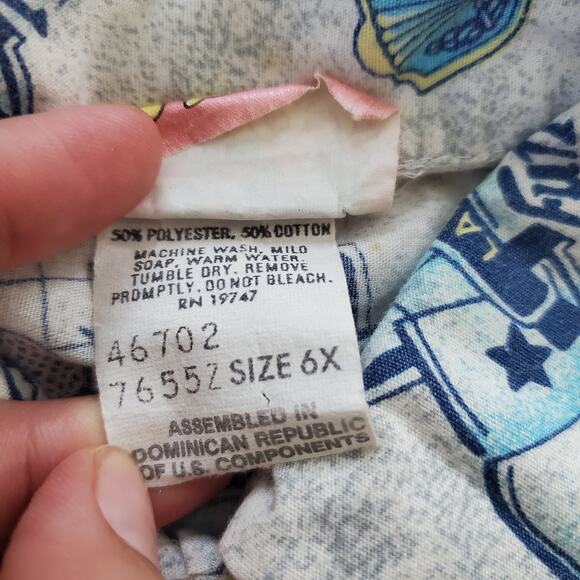 50% POLYESTER, 50% COTTON
MACHINE WASH, MILD
SOAP, WARM WATER.
TUMBLE DRY. REMOVE
PROMPTLY. DO NOT BLEACH.
RN 19747
46702
76552 SIZE 6X
ASSEMBLED IN
DOMINICAN REPUBLIC
OF U.S. COMPONENTS